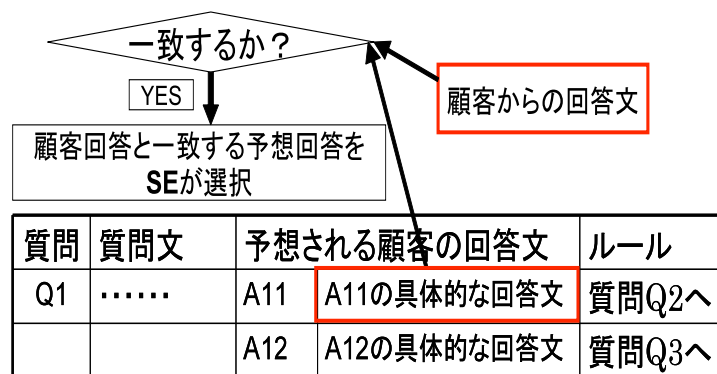 一致するか？
YES
顧客からの回答文
顧客回答と一致する予想回答を
SEが選択
質問 質問文 予想される顧客の回答文 ルール
Q1 ‥‥‥ A11 A11の具体的な回答文 質問Q2へ
A12 A12の具体的な回答文 質問Q3へ